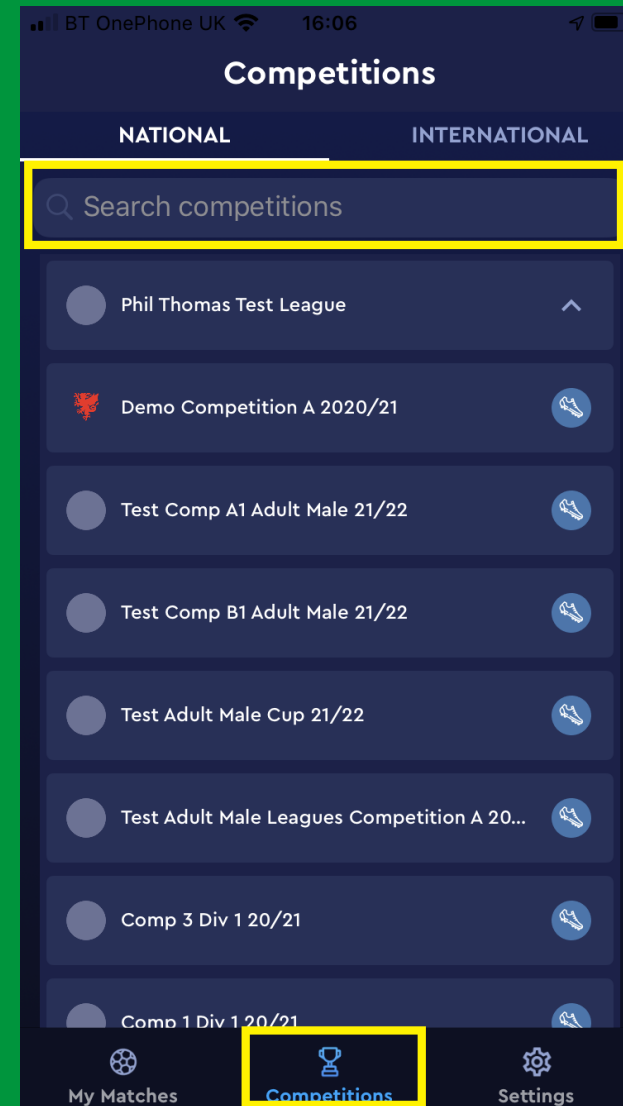 BT OnePhone UK 16:06
Competitions
NATIONAL INTERNATIONAL
Search competitions
Phil Thomas Test League
Demo Competition A 2020/21
Test Comp A1 Adult Male 21/22
Test Comp B1 Adult Male 21/22
Test Adult Male Cup 21/22
Test Adult Male Leagues Competition A 20...
Comp 3 Div 1 20/21
Comp 1 Div 1 20/21
My Matches Competitions Settings